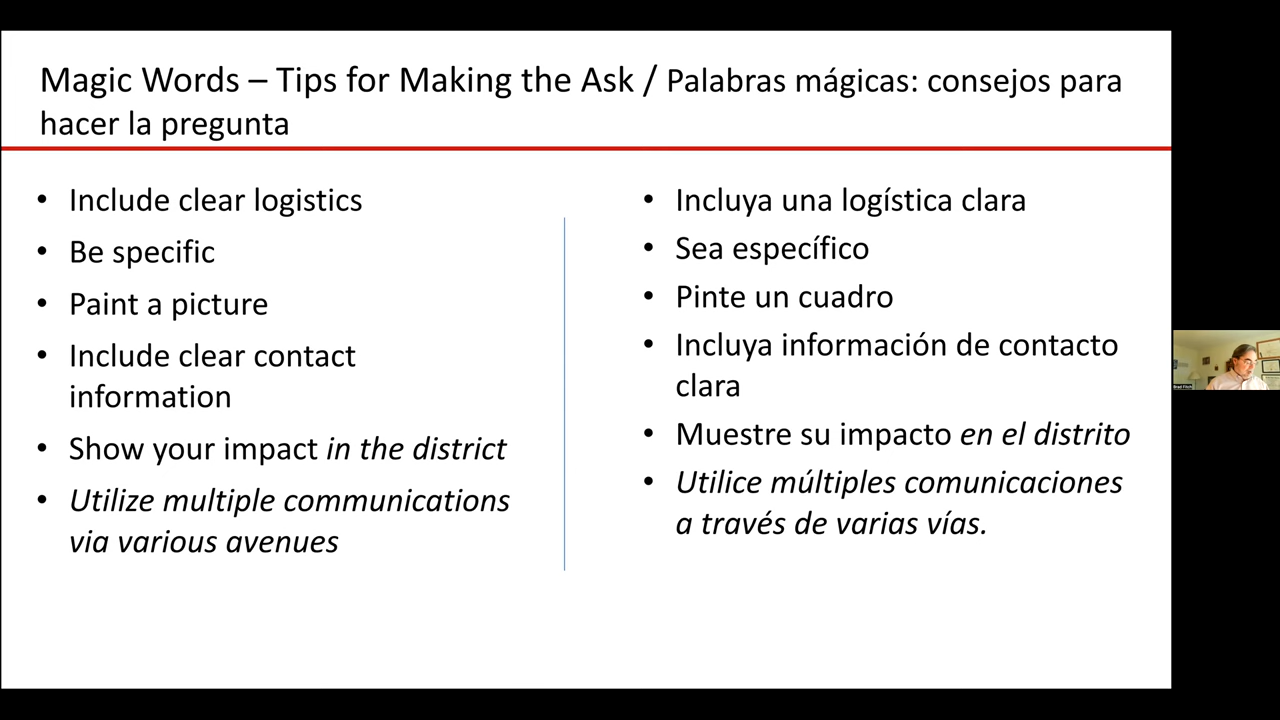 Magic Words – Tips for Making the Ask / Palabras mágicas: consejos para
hacer la pregunta
• Include clear logistics
• Be specific
• Paint a picture
• Include clear contact
information
• Show your impact in the district
• Utilize multiple communications
via various avenues
• Incluya una logística clara
• Sea específico
• Pinte un cuadro
• Incluya información de contacto
clara
• Muestre su impacto en el distrito
• Utilice múltiples comunicaciones
a través de varias vías.
Brad Fitch